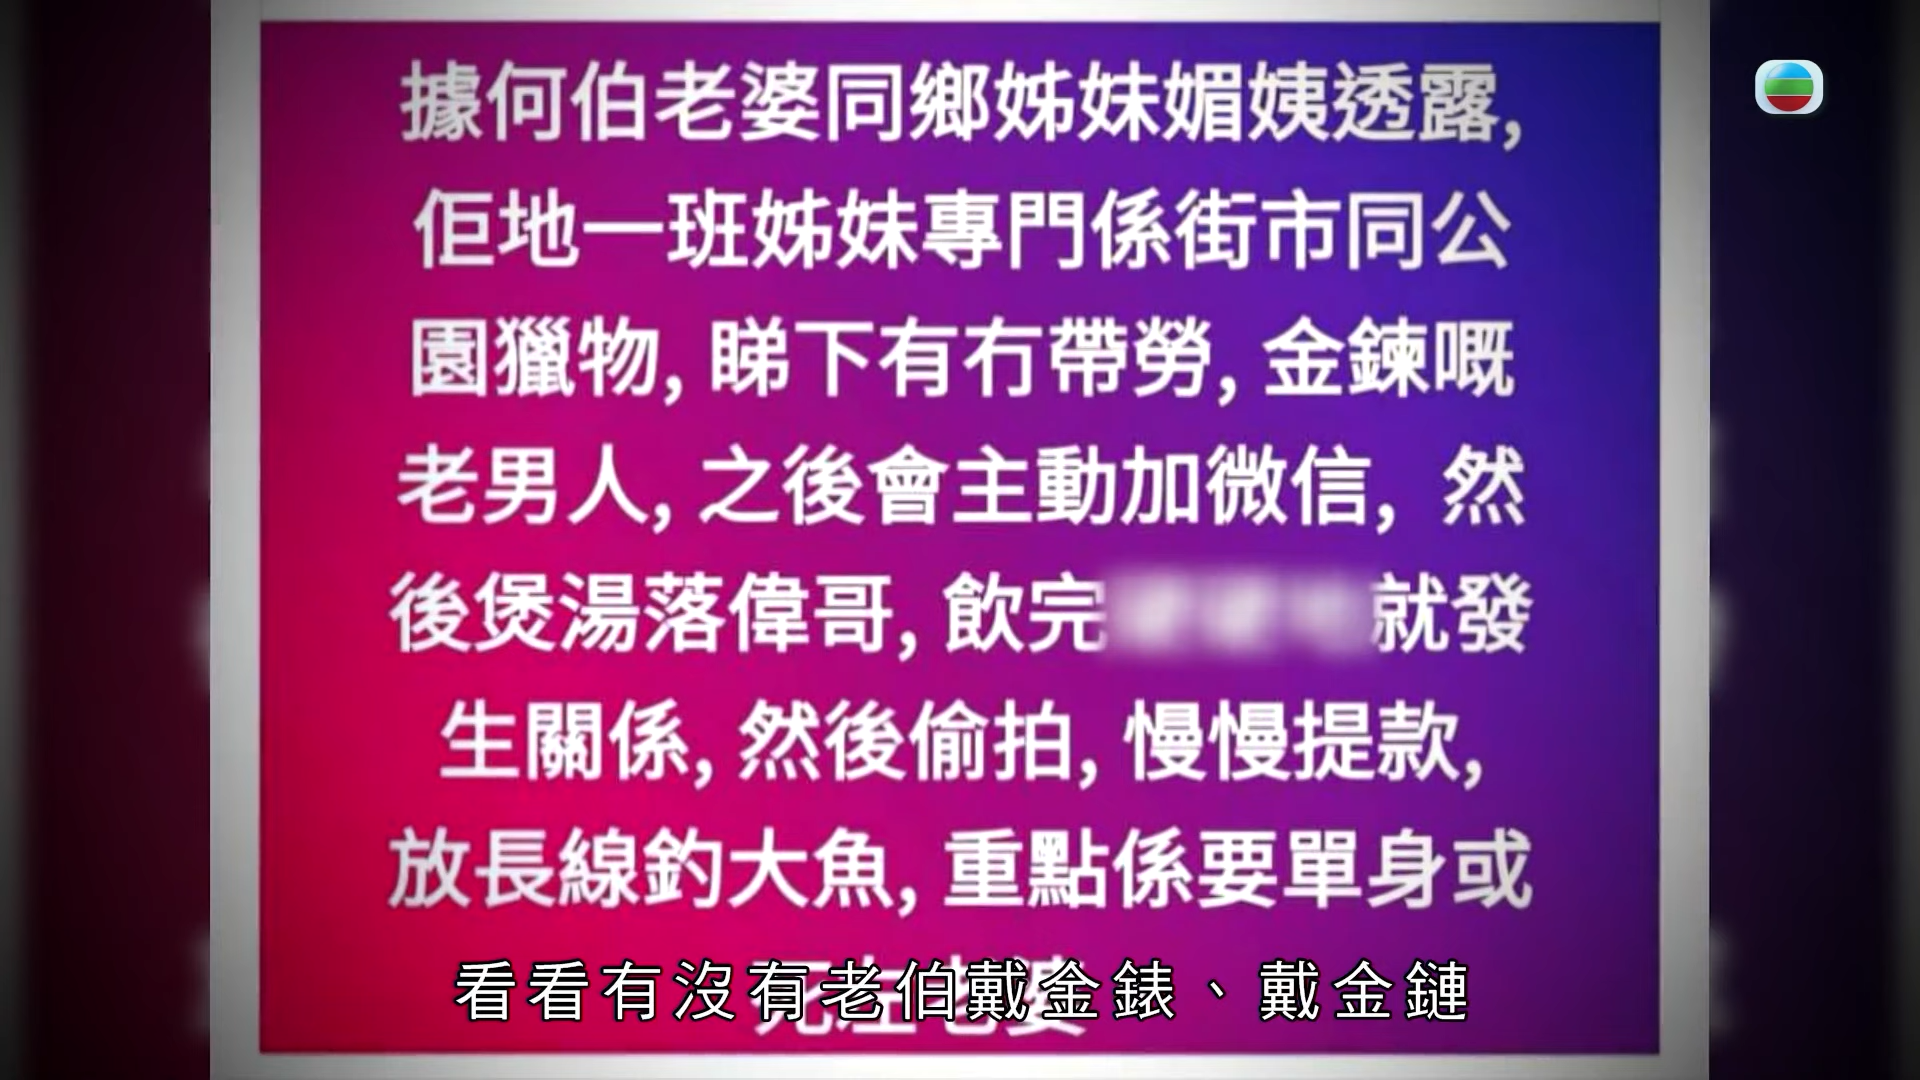 據何伯老婆同鄉姊妹媚姨透露,
佢地一班姊妹專門係街市同公
園獵物, 睇下有冇帶勞, 金鍊嘅
老男人, 之後會主動加微信, 然
後煲湯落偉哥, 飲完 就發
生關係, 然後偷拍, 慢慢提款,
放長線釣大魚, 重點係要單身或
死左老婆
看看有沒有老伯戴金錶、戴金鏈